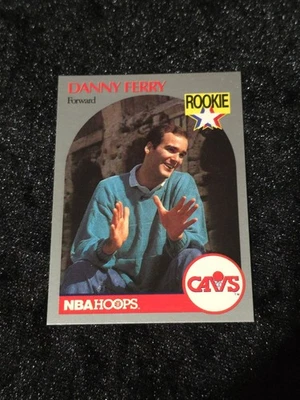 DANNY FERRY
Forward
ROOKIE
CAVS
NBA HOOPS